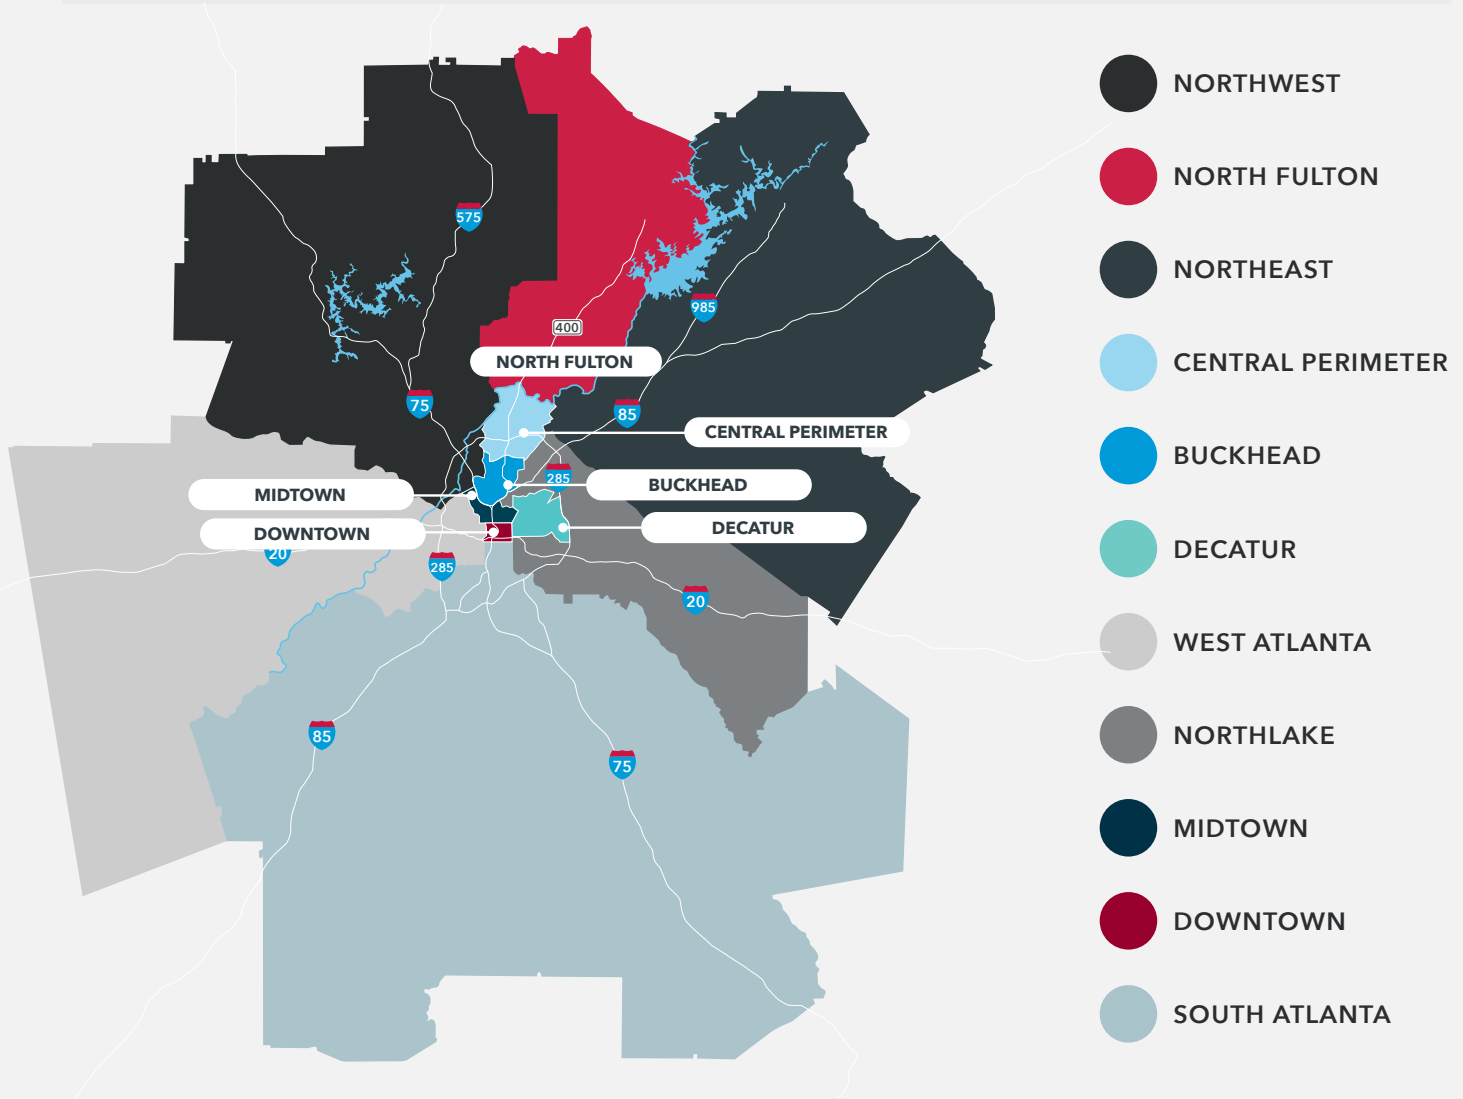 575
985
400
NORTH FULTON
75
85
CENTRAL PERIMETER
285
BUCKHEAD
MIDTOWN
DECATUR
DOWNTOWN
20
285
20
85
75
NORTHWEST
NORTH FULTON
NORTHEAST
CENTRAL PERIMETER
BUCKHEAD
DECATUR
WEST ATLANTA
NORTHLAKE
MIDTOWN
DOWNTOWN
SOUTH ATLANTA